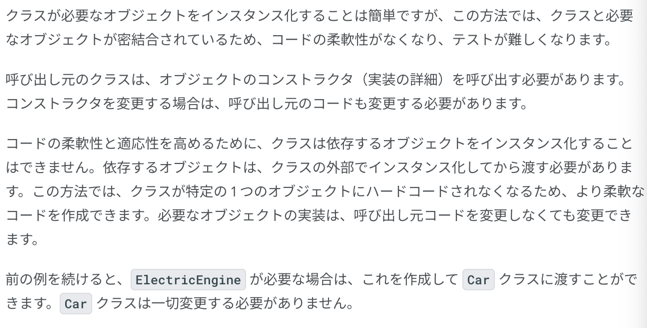 クラスが必要なオブジェクトをインスタンス化することは簡単ですが、この方法では、クラスと必要
なオブジェクトが密結合されているため、コードの柔軟性がなくなり、テストが難しくなります。
呼び出し元のクラスは、オブジェクトのコンストラクタ（実装の詳細）を呼び出す必要があります。
コンストラクタを変更する場合は、呼び出し元のコードも変更する必要があります。
コードの柔軟性と適応性を高めるために、クラスは依存するオブジェクトをインスタンス化すること
はできません。依存するオブジェクトは、クラスの外部でインスタンス化してから渡す必要がありま
す。この方法では、クラスが特定の 1 つのオブジェクトにハードコードされなくなるため、より柔軟な
コードを作成できます。必要なオブジェクトの実装は、呼び出し元コードを変更しなくても変更でき
ます。
前の例を続けると、ElectricEngine が必要な場合は、これを作成して Car クラスに渡すことがで
きます。Car クラスは一切変更する必要がありません。